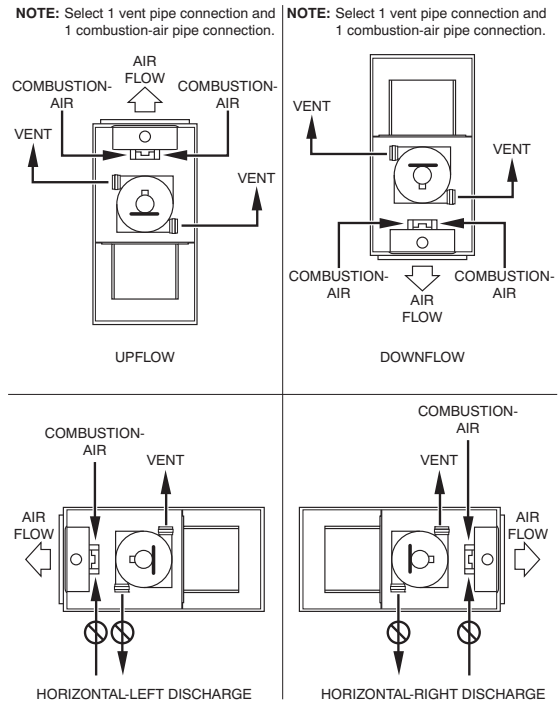 NOTE: Select 1 vent pipe connection and
1 combustion-air pipe connection.
AIR
FLOW
COMBUSTION-
AIR
COMBUSTION-
AIR
VENT
VENT
UPFLOW
NOTE: Select 1 vent pipe connection and
1 combustion-air pipe connection.
VENT
VENT
COMBUSTION-
AIR
COMBUSTION-
AIR
AIR
FLOW
DOWNFLOW
COMBUSTION-
AIR
VENT
AIR
FLOW
HORIZONTAL-LEFT DISCHARGE
COMBUSTION-
AIR
VENT
AIR
FLOW
HORIZONTAL-RIGHT DISCHARGE